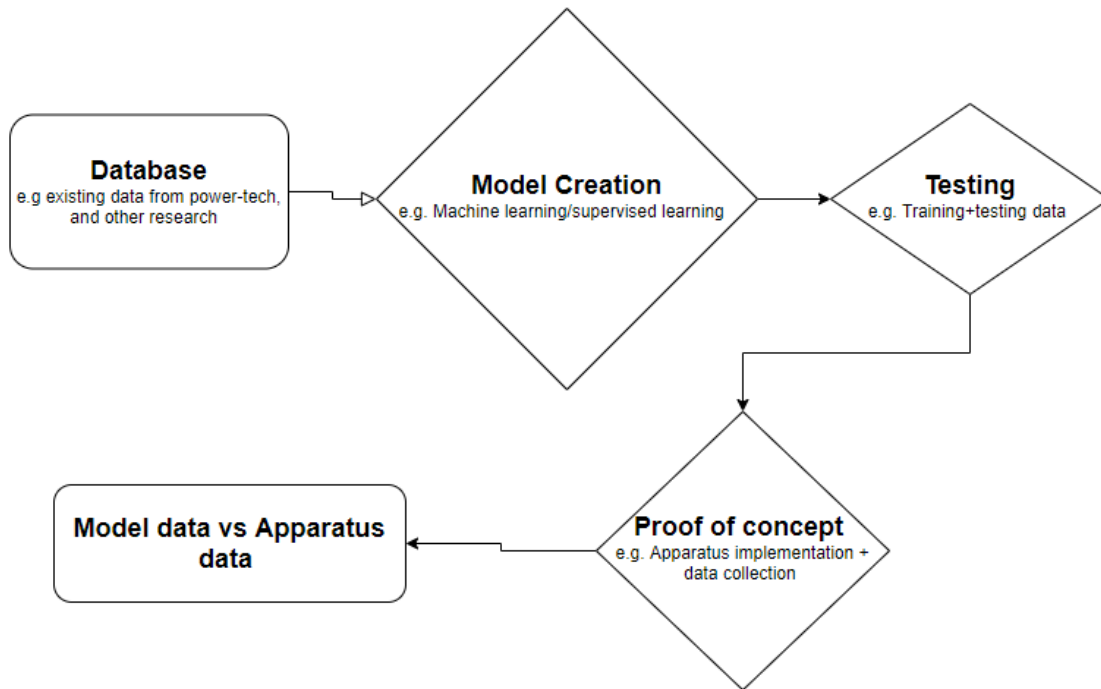 Database
e.g existing data from power-tech,
and other research
Model Creation
e.g. Machine learning/supervised learning
Testing
e.g. Training+testing data
Proof of concept
e.g. Apparatus implementation +
data collection
Model data vs Apparatus
data